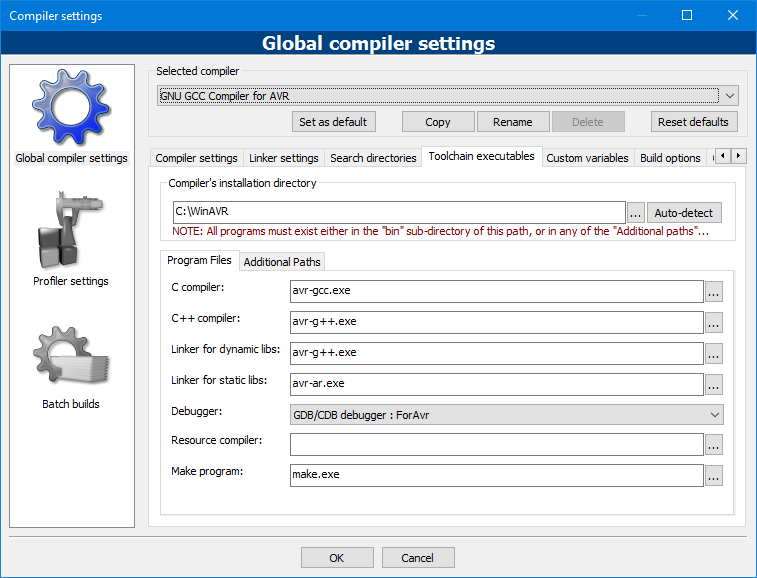 Compiler settings
Global compiler settings
Global compiler settings
Profiler settings
Batch builds
Selected compiler
GNU GCC Compiler for AVR
Set as default
Copy
Rename
Delete
Reset defaults
Compiler settings
Linker settings
Search directories
Toolchain executables
Custom variables
Build options
Compiler's installation directory
C:\WinAVR
...
Auto-detect
NOTE: All programs must exist either in the "bin" sub-directory of this path, or in any of the "Additional paths"...
Program Files
Additional Paths
C compiler:
avr-gcc.exe
...
C++ compiler:
avr-g++.exe
...
Linker for dynamic libs:
avr-g++.exe
...
Linker for static libs:
avr-ar.exe
...
Debugger:
GDB/CDB debugger : ForAvr
Resource compiler:
...
Make program:
make.exe
...
OK
Cancel